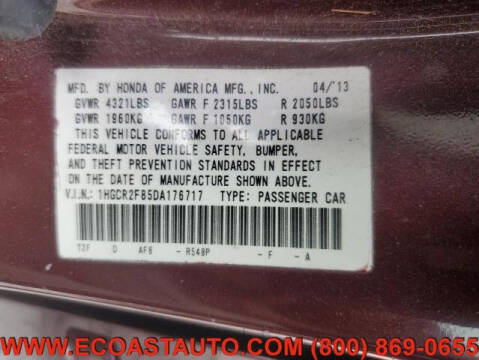 MFD. BY HONDA OF AMERICA MFG., INC. 04/13
GVWR 4321LBS GAWR F 2315LBS R 2050LBS
GVWR 1960KG GAWR F 1050KG R 930KG
THIS VEHICLE CONFORMS TO ALL APPLICABLE
FEDERAL MOTOR VEHICLE SAFETY, BUMPER,
AND THEFT PREVENTION STANDARDS IN EFFECT
ON THE DATE OF MANUFACTURE SHOWN ABOVE.
V.I.N.: 1HGCR2F85DA176717 TYPE: PASSENGER CAR
D AF8 - R548P - F - A
WWW.ECOASTAUTO.COM (800) 869-0655